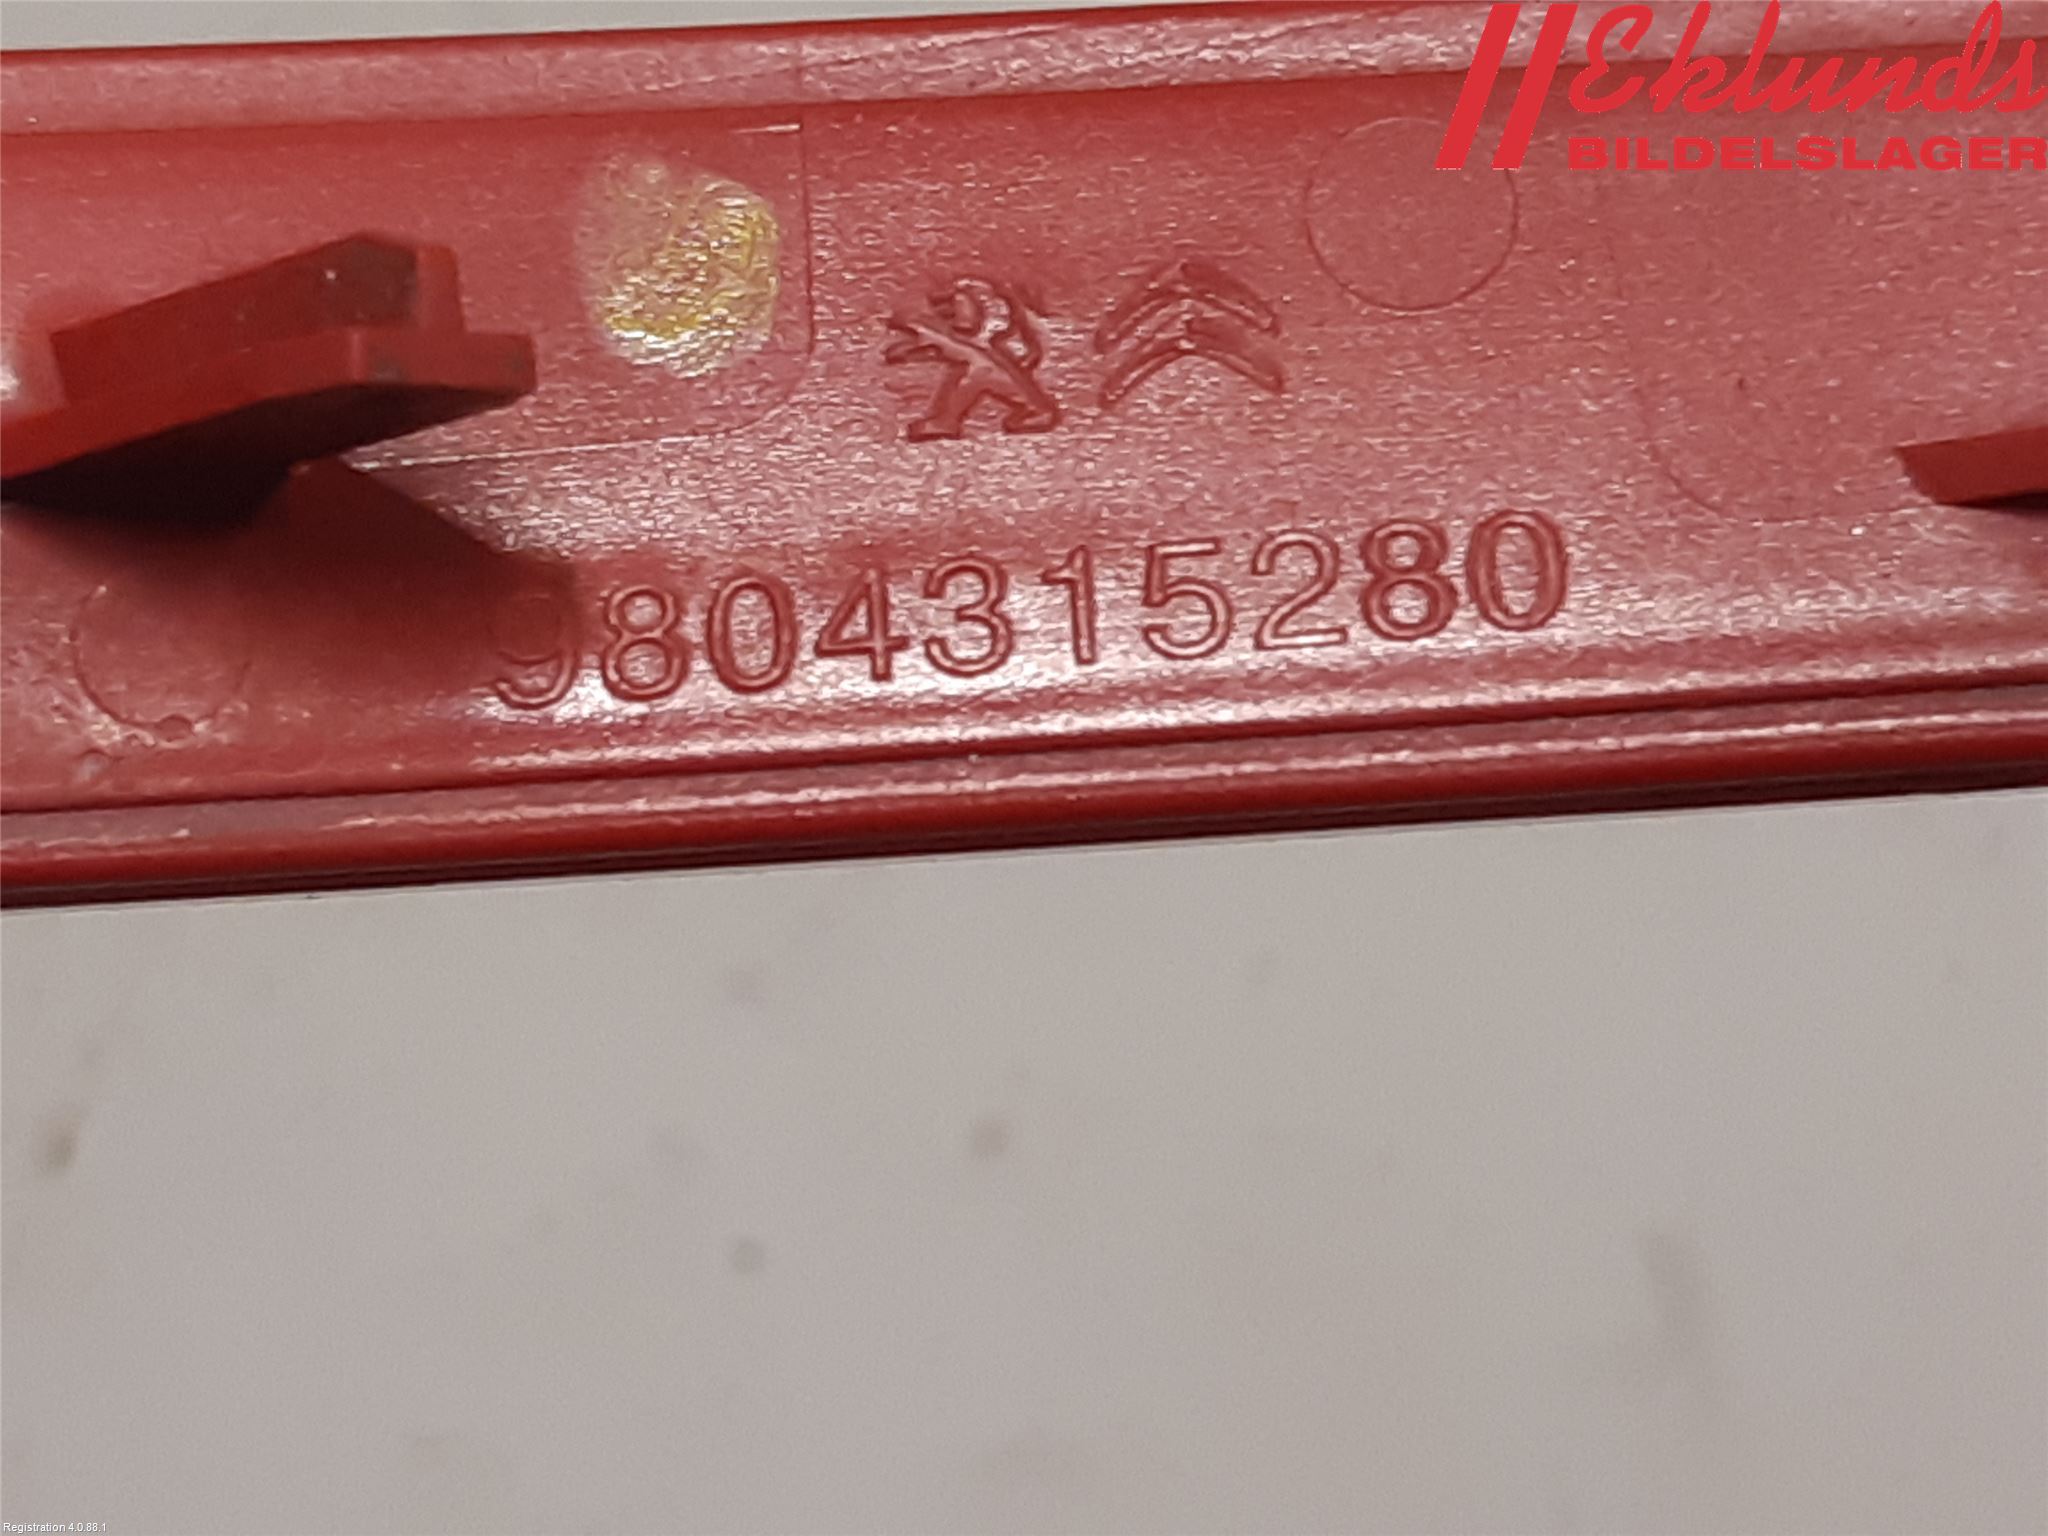 Eklunds
BILDELSLAGER
9804315280
Registration 4.0.88.1